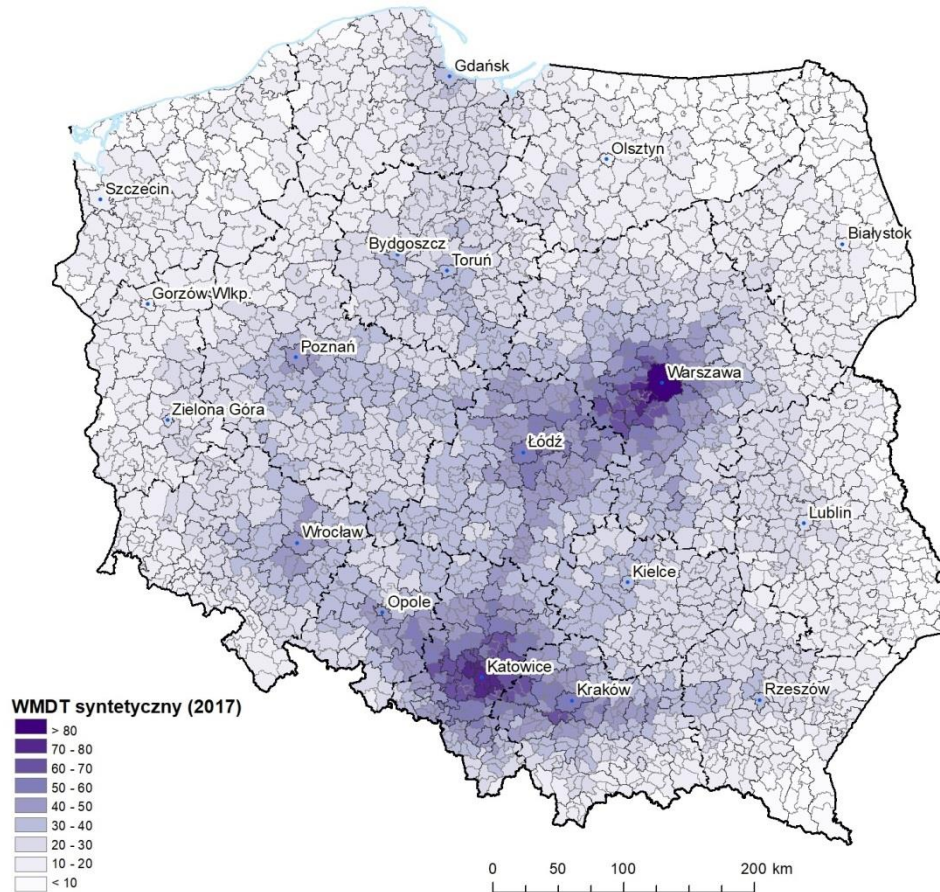 Gdańsk
Olsztyn
Szczecin
Białystok
Bydgoszcz
Toruń
Gorzów Wlkp.
Poznań
Warszawa
Zielona Góra
Łódź
Lublin
Wrocław
Kielce
Opole
Katowice
Kraków
Rzeszów
WMDT syntetyczny (2017)
> 80
70 - 80
60 - 70
50 - 60
40 - 50
30 - 40
20 - 30
10 - 20
< 10
0 50 100 200 km